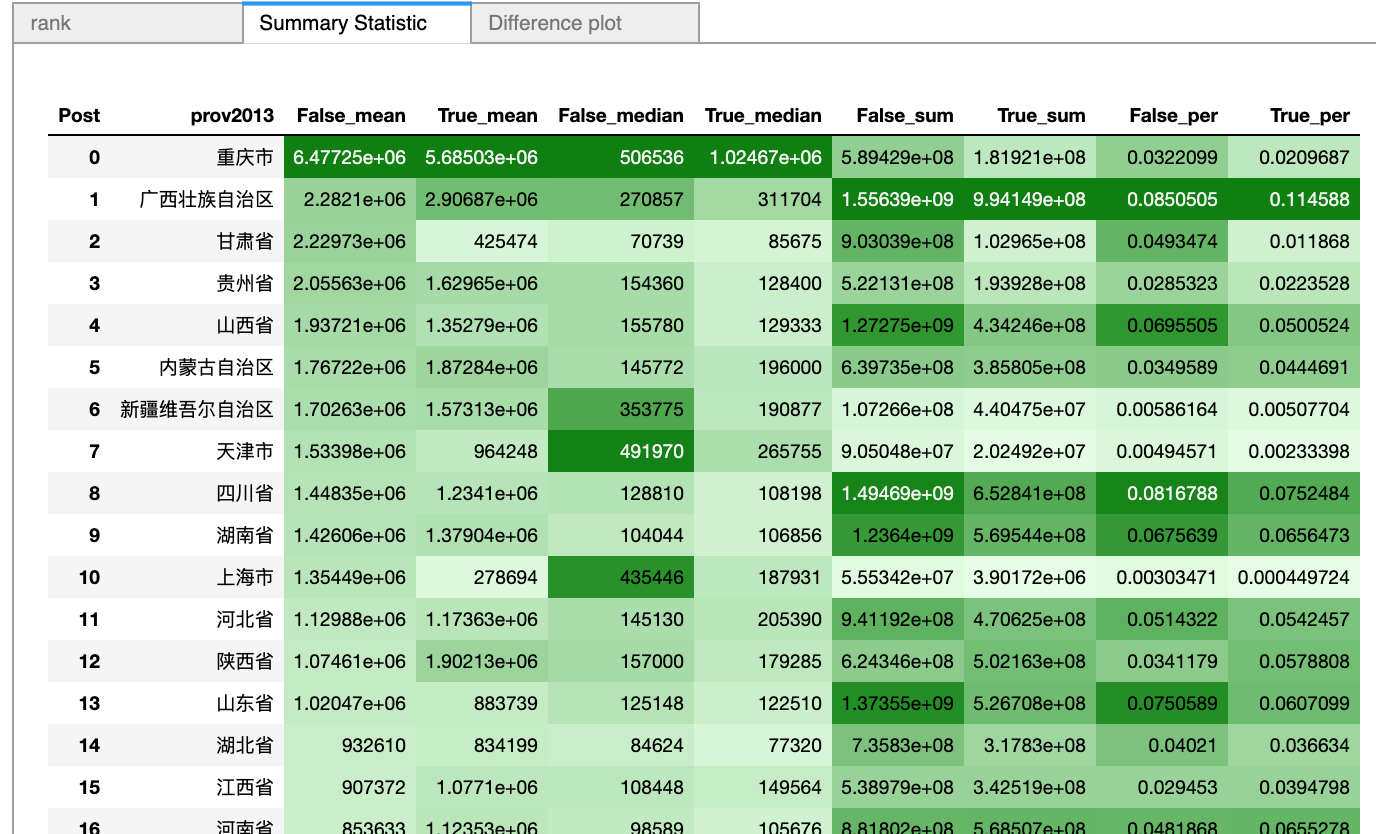 rank Summary Statistic Difference plot
Post prov2013 False_mean True_mean False_median True_median False_sum True_sum False_per True_per
0 重庆市 6.47725e+06 5.68503e+06 506536 1.02467e+06 5.89429e+08 1.81921e+08 0.0322099 0.0209687
1 广西壮族自治区 2.2821e+06 2.90687e+06 270857 311704 1.55639e+09 9.94149e+08 0.0850505 0.114588
2 甘肃省 2.22973e+06 425474 70739 85675 9.03039e+08 1.02965e+08 0.0493474 0.011868
3 贵州省 2.05563e+06 1.62965e+06 154360 128400 5.22131e+08 1.93928e+08 0.0285323 0.0223528
4 山西省 1.93721e+06 1.35279e+06 155780 129333 1.27275e+09 4.34246e+08 0.0695505 0.0500524
5 内蒙古自治区 1.76722e+06 1.87284e+06 145772 196000 6.39735e+08 3.85805e+08 0.0349589 0.0444691
6 新疆维吾尔自治区 1.70263e+06 1.57313e+06 353775 190877 1.07266e+08 4.40475e+07 0.00586164 0.00507704
7 天津市 1.53398e+06 964248 491970 265755 9.05048e+07 2.02492e+07 0.00494571 0.00233398
8 四川省 1.44835e+06 1.2341e+06 128810 108198 1.49469e+09 6.52841e+08 0.0816788 0.0752484
9 湖南省 1.42606e+06 1.37904e+06 104044 106856 1.2364e+09 5.69544e+08 0.0675639 0.0656473
10 上海市 1.35449e+06 278694 435446 187931 5.55342e+07 3.90172e+06 0.00303471 0.000449724
11 河北省 1.12988e+06 1.17363e+06 145130 205390 9.41192e+08 4.70625e+08 0.0514322 0.0542457
12 陕西省 1.07461e+06 1.90213e+06 157000 179285 6.24346e+08 5.02163e+08 0.0341179 0.0578808
13 山东省 1.02047e+06 883739 125148 122510 1.37355e+09 5.26708e+08 0.0750589 0.0607099
14 湖北省 932610 834199 84624 77320 7.3583e+08 3.1783e+08 0.04021 0.036634
15 江西省 907372 1.0771e+06 108448 149564 5.38979e+08 3.42519e+08 0.029453 0.0394798
16 河南省 853633 1.12353e+06 98589 105676 8.81802e+08 5.68507e+08 0.0481868 0.0655278